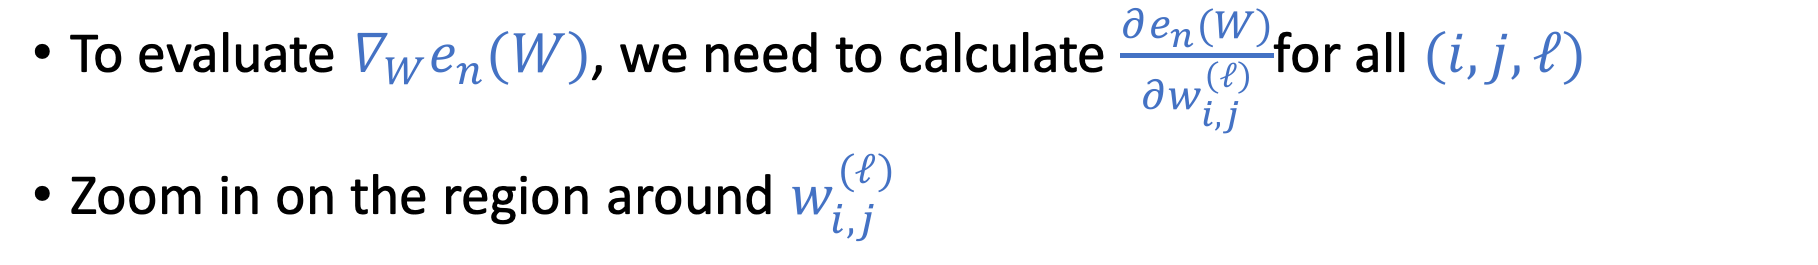 • To evaluate ∇_W e_n(W), we need to calculate ∂e_n(W)/∂w_{i,j}^{(ℓ)} for all (i, j, ℓ)
• Zoom in on the region around w_{i,j}^{(ℓ)}